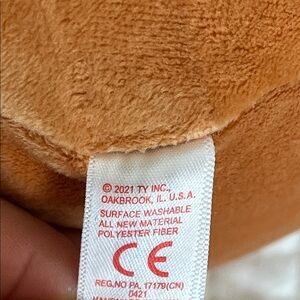 © 2021 TY INC.,
OAKBROOK, IL. U.S.A.
SURFACE WASHABLE
ALL NEW MATERIAL
POLYESTER FIBER
CE
REG.NO PA. 17179(CN)
0421